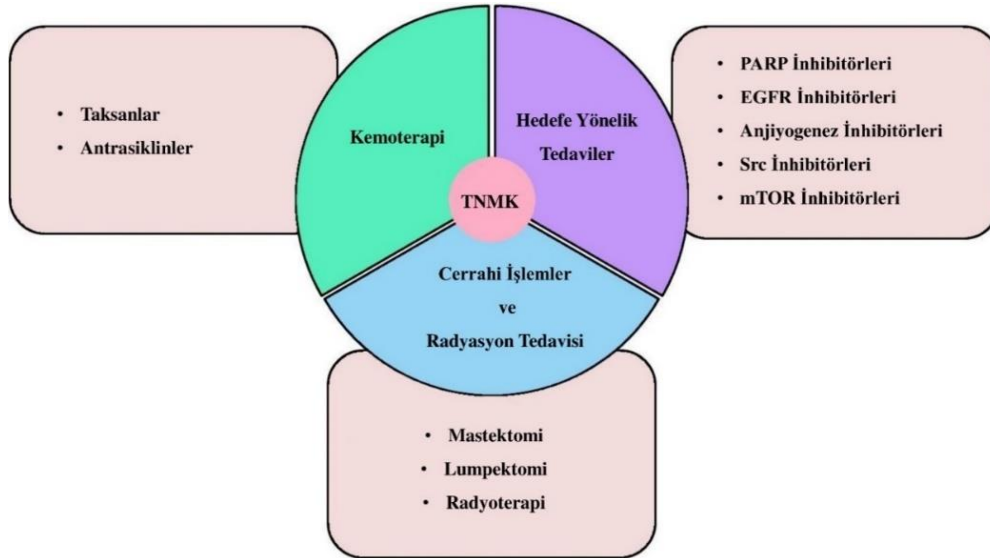 • Taksanlar
• Antrasiklinler
Kemoterapi
Hedefe Yönelik
Tedaviler
• PARP İnhibitörleri
• EGFR İnhibitörleri
• Anjiyogenez İnhibitörleri
• Src İnhibitörleri
• mTOR İnhibitörleri
TNMK
Cerrahi İşlemler
ve
Radyasyon Tedavisi
• Mastektomi
• Lumpektomi
• Radyoterapi